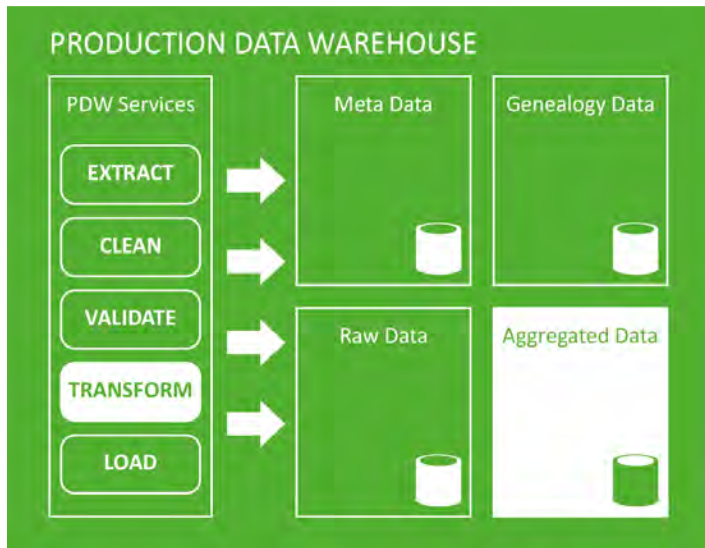 PRODUCTION DATA WAREHOUSE
PDW Services
EXTRACT
CLEAN
VALIDATE
TRANSFORM
LOAD
Meta Data
Genealogy Data
Raw Data
Aggregated Data